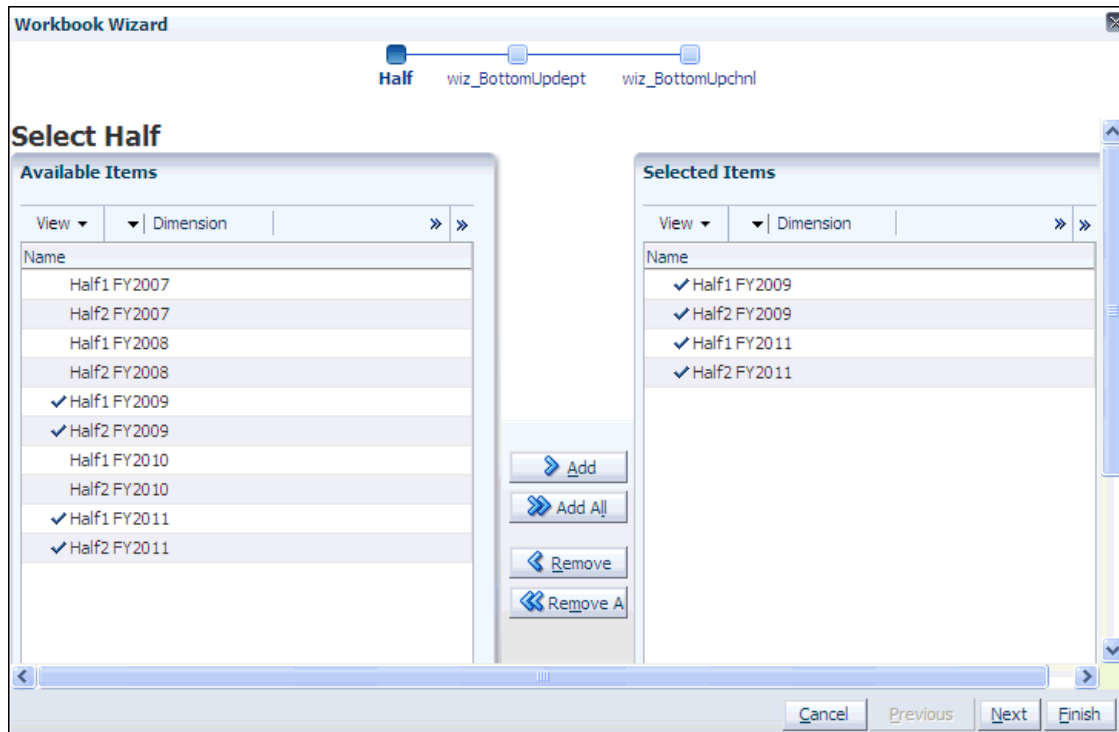 Workbook Wizard
Half wiz_BottomUpdept wiz_BottomUpchnl
Select Half
Available Items
View Dimension
Name
Half1 FY2007
Half2 FY2007
Half1 FY2008
Half2 FY2008
Half1 FY2009
Half2 FY2009
Half1 FY2010
Half2 FY2010
Half1 FY2011
Half2 FY2011
Add
Add All
Remove
Remove A
Selected Items
View Dimension
Name
Half1 FY2009
Half2 FY2009
Half1 FY2011
Half2 FY2011
Cancel Previous Next Finish